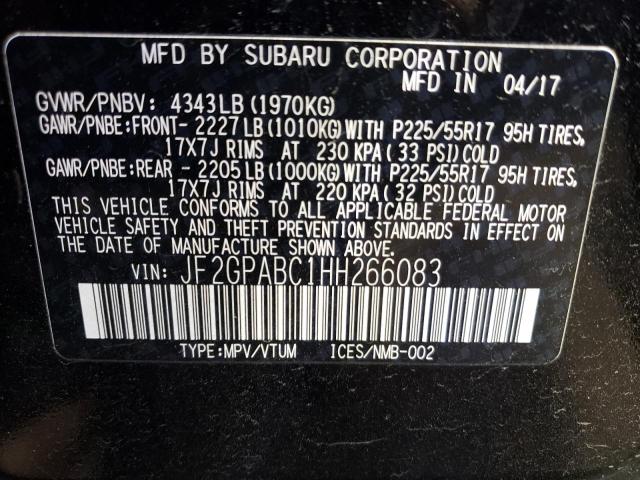 MFD BY SUBARU CORPORATION
MFD IN 04/17
GVWR/PNBV: 4343LB (1970KG)
GAWR/PNBE:FRONT- 2227LB(1010KG)WITH P225/55R17 95H TIRES,
17X7J RIMS AT 230 KPA(33 PSI)COLD
GAWR/PNBE:REAR - 2205LB(1000KG)WITH P225/55R17 95H TIRES,
17X7J RIMS AT 220 KPA(32 PSI)COLD
THIS VEHICLE CONFORMS TO ALL APPLICABLE FEDERAL MOTOR
VEHICLE SAFETY AND THEFT PREVENTION STANDARDS IN EFFECT ON
THE DATE OF MANUFACTURE SHOWN ABOVE.
VIN: JF2GPABC1HH266083
TYPE:MPV/VTUM ICES/NMB-002